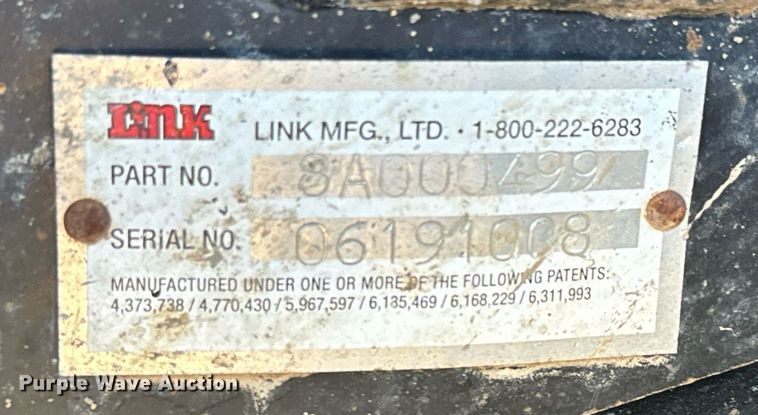 Link LINK MFG., LTD. · 1-800-222-6283
PART NO. 8A000499
SERIAL NO. 06191008
MANUFACTURED UNDER ONE OR MORE OF THE FOLLOWING PATENTS:
4,373,738 / 4,770,430 / 5,967,597 / 6,135,469 / 6,168,229 / 6,311,993
Purple Wave Auction